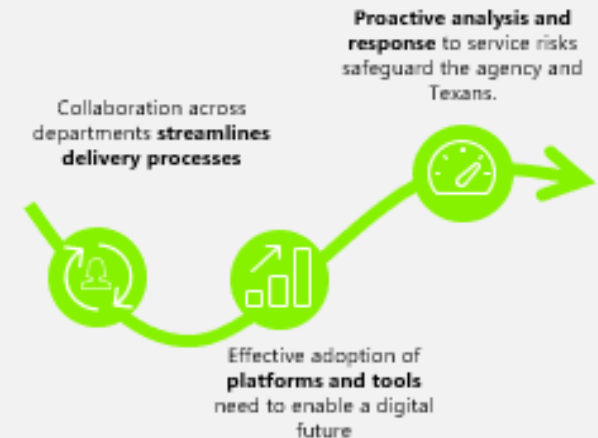 Proactive analysis and
response to service risks
safeguard the agency and
Texans.
Collaboration across
departments streamlines
delivery processes
Effective adoption of
platforms and tools
need to enable a digital
future